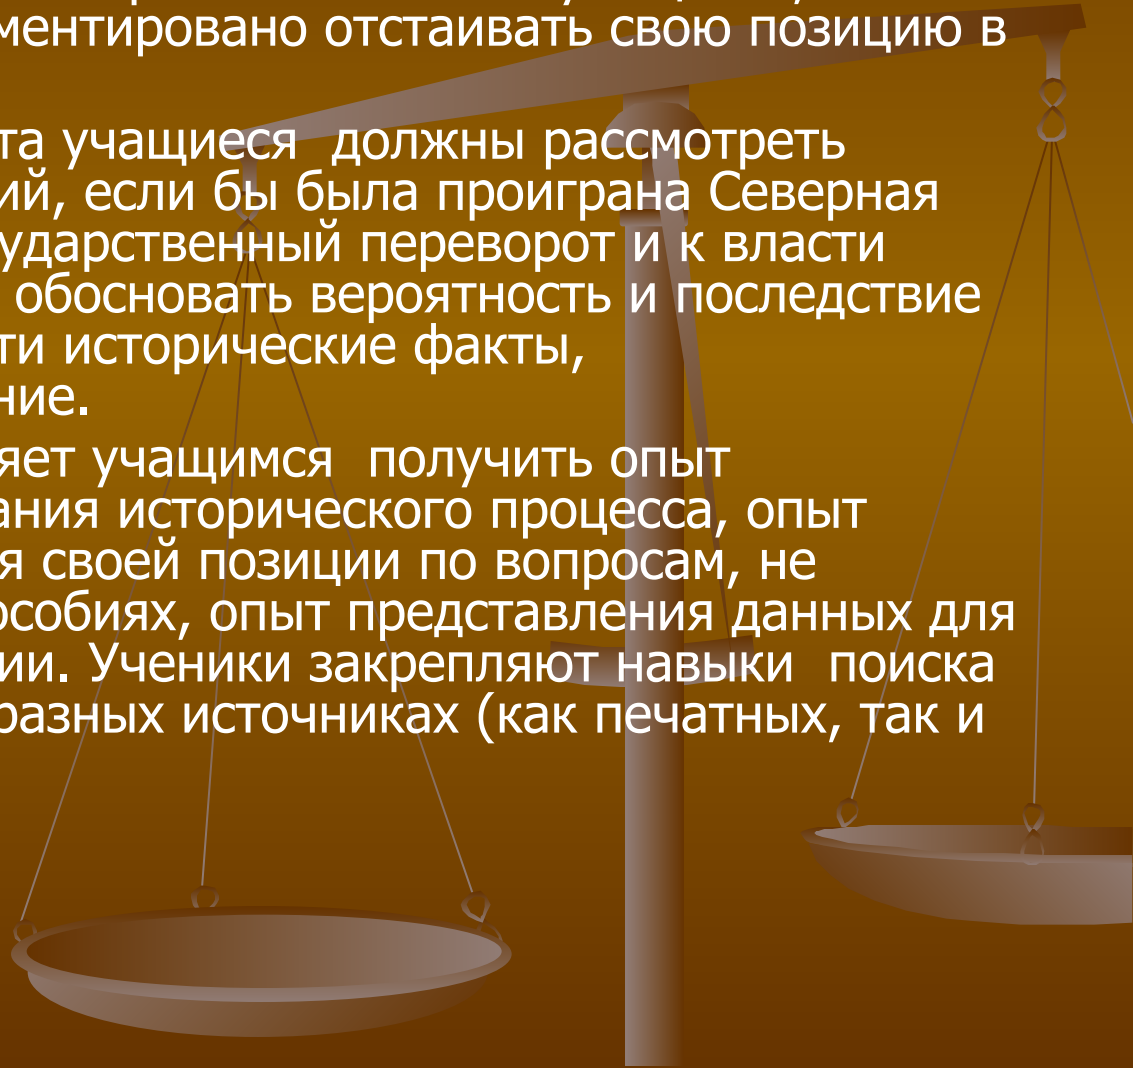 ментировано отстаивать свою позицию в
та учащиеся должны рассмотреть
ий, если бы была проиграна Северная
ударственный переворот и к власти
обосновать вероятность и последствие
ти исторические факты,
ние.
яет учащимся получить опыт
ания исторического процесса, опыт
я своей позиции по вопросам, не
особиях, опыт представления данных для
ии. Ученики закрепляют навыки поиска
разных источниках (как печатных, так и